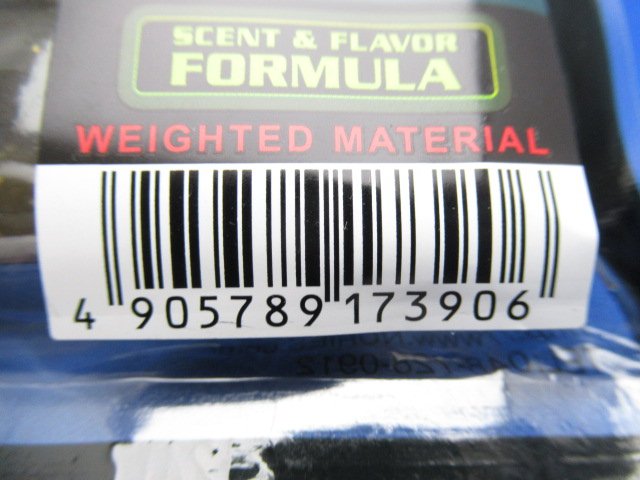 SCENT & FLAVOR
FORMULA
WEIGHTED MATERIAL
4 905789 173906